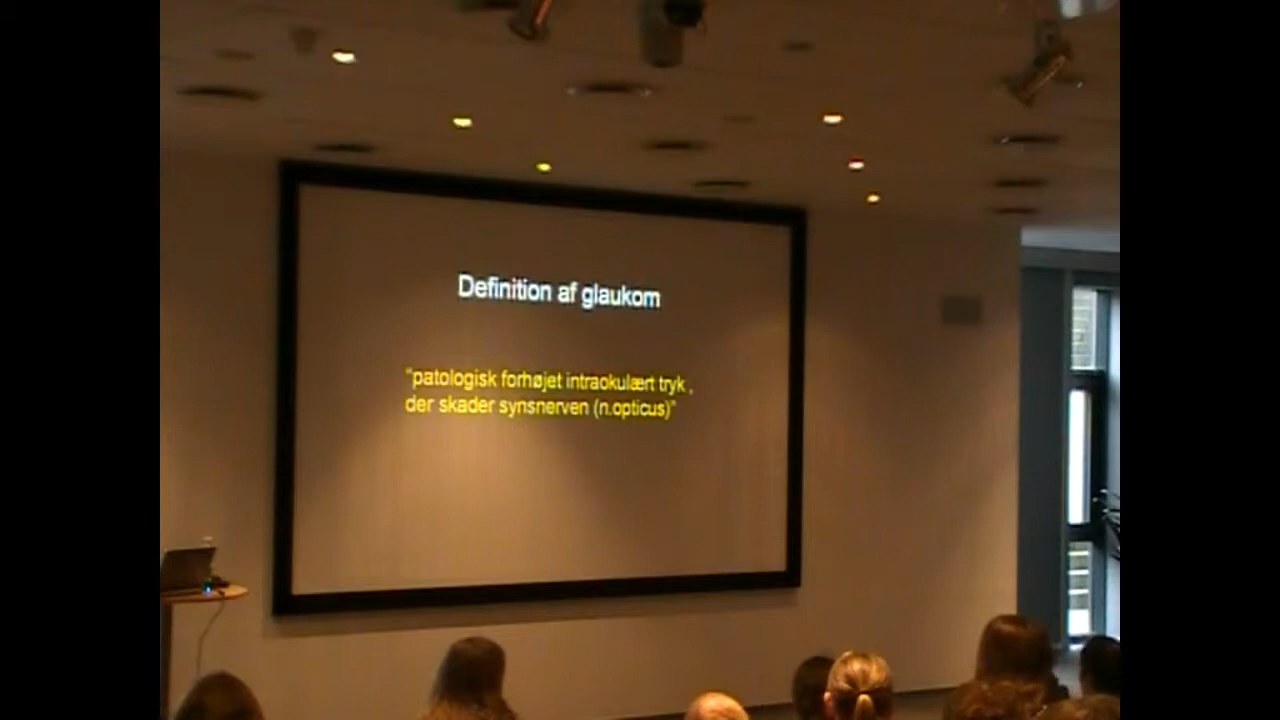 Definition af glaukom
"patologisk forhøjet intraokulært tryk ,
der skader synsnerven (n.opticus)"